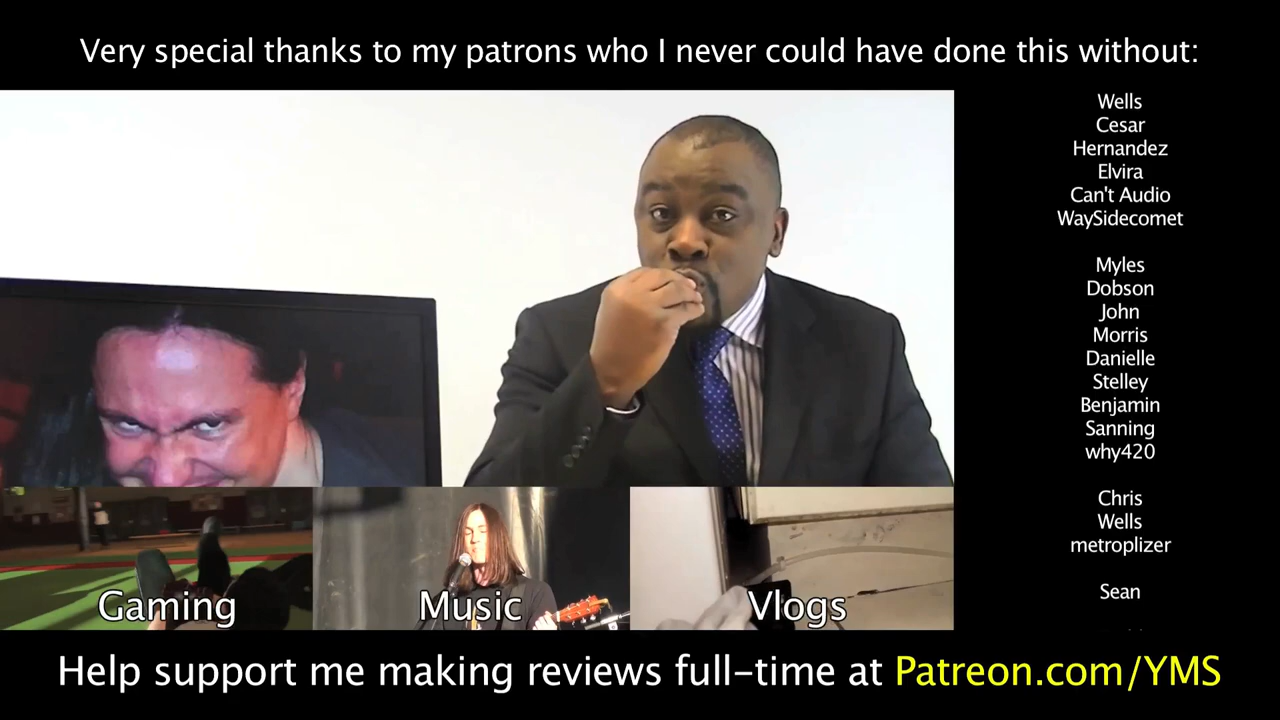 Very special thanks to my patrons who I never could have done this without:
Wells
Cesar
Hernandez
Elvira
Can't Audio
WaySidecomet
Myles
Dobson
John
Morris
Danielle
Stelley
Benjamin
Sanning
why420
Chris
Wells
metroplizer
Sean
Gaming
Music
Vlogs
Help support me making reviews full-time at Patreon.com/YMS